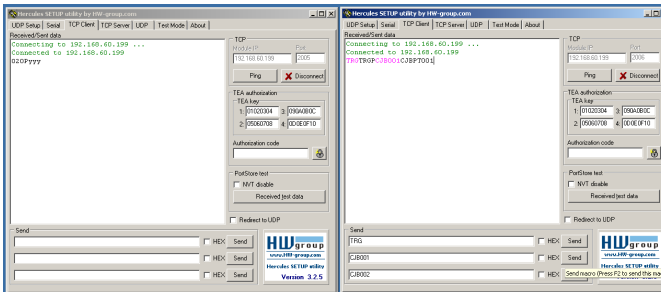 Hercules SETUP utility by HW-group.com
UDP Setup | Serial | TCP Client | TCP Server | UDP | Test Mode | About
Received/Sent data
Connecting to 192.168.60.199 ...
Connected to 192.168.60.199
020Pyyy
TCP
Module IP Port
192.168.60.199 2005
Ping Disconnect
TEA authorization
TEA key
1: 01020304 3: 090A0B0C
2: 05060708 4: 0D0E0F10
Authorization code
PortStore test
NVT disable
Received test data
Redirect to UDP
Send
HEX Send
HEX Send
HEX Send
HW group
www.HW-group.com
Hercules SETUP utility
Version 3.2.5
Hercules SETUP utility by HW-group.com
UDP Setup | Serial | TCP Client | TCP Server | UDP | Test Mode | About
Received/Sent data
Connecting to 192.168.60.199 ...
Connected to 192.168.60.199
TRGTRGPCJB001CJBPT001
TCP
Module IP Port
192.168.60.199 2006
Ping Disconnect
TEA authorization
TEA key
1: 01020304 3: 090A0B0C
2: 05060708 4: 0D0E0F10
Authorization code
PortStore test
NVT disable
Received test data
Redirect to UDP
Send
TRG HEX Send
CJB001 HEX Send
CJB002 HEX Send macro (Press F2 to send this mac
HW group
www.HW-group.com
Hercules SETUP utility